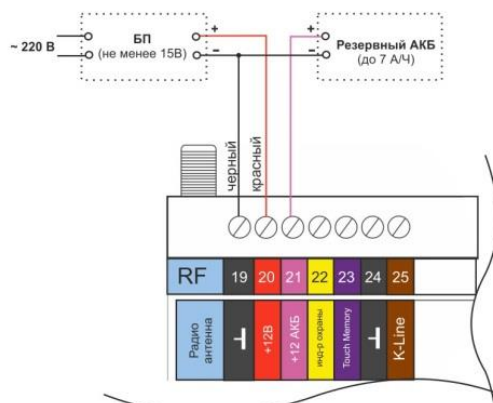 БП
(не менее 15В)
~ 220 В
+
−
+
−
Резервный АКБ
(до 7 А/Ч)
черный
красный
RF
19
20
21
22
23
24
25
Радио
антенна
+12В
+12 АКБ
инд-р охраны
Touch Memory
K-Line